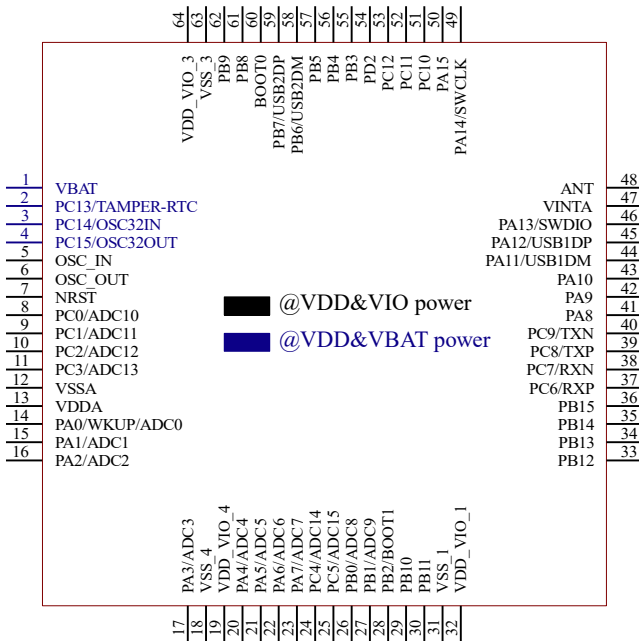 64
63
62
61
60
59
58
57
56
55
54
53
52
51
50
49
VDD_VIO_3
VSS_3
PB9
PB8
BOOT0
PB7/USB2DP
PB6/USB2DM
PB5
PB4
PB3
PD2
PC12
PC11
PC10
PA15
PA14/SWCLK
1 VBAT
2 PC13/TAMPER-RTC
3 PC14/OSC32IN
4 PC15/OSC32OUT
5 OSC_IN
6 OSC_OUT
7 NRST
8 PC0/ADC10
9 PC1/ADC11
10 PC2/ADC12
11 PC3/ADC13
12 VSSA
13 VDDA
14 PA0/WKUP/ADC0
15 PA1/ADC1
16 PA2/ADC2
@VDD&VIO power
@VDD&VBAT power
ANT 48
VINTA 47
PA13/SWDIO 46
PA12/USB1DP 45
PA11/USB1DM 44
PA10 43
PA9 42
PA8 41
PC9/TXN 40
PC8/TXP 39
PC7/RXN 38
PC6/RXP 37
PB15 36
PB14 35
PB13 34
PB12 33
PA3/ADC3
VSS_4
VDD_VIO_4
PA4/ADC4
PA5/ADC5
PA6/ADC6
PA7/ADC7
PC4/ADC14
PC5/ADC15
PB0/ADC8
PB1/ADC9
PB2/BOOT1
PB10
PB11
VSS_1
VDD_VIO_1
17
18
19
20
21
22
23
24
25
26
27
28
29
30
31
32